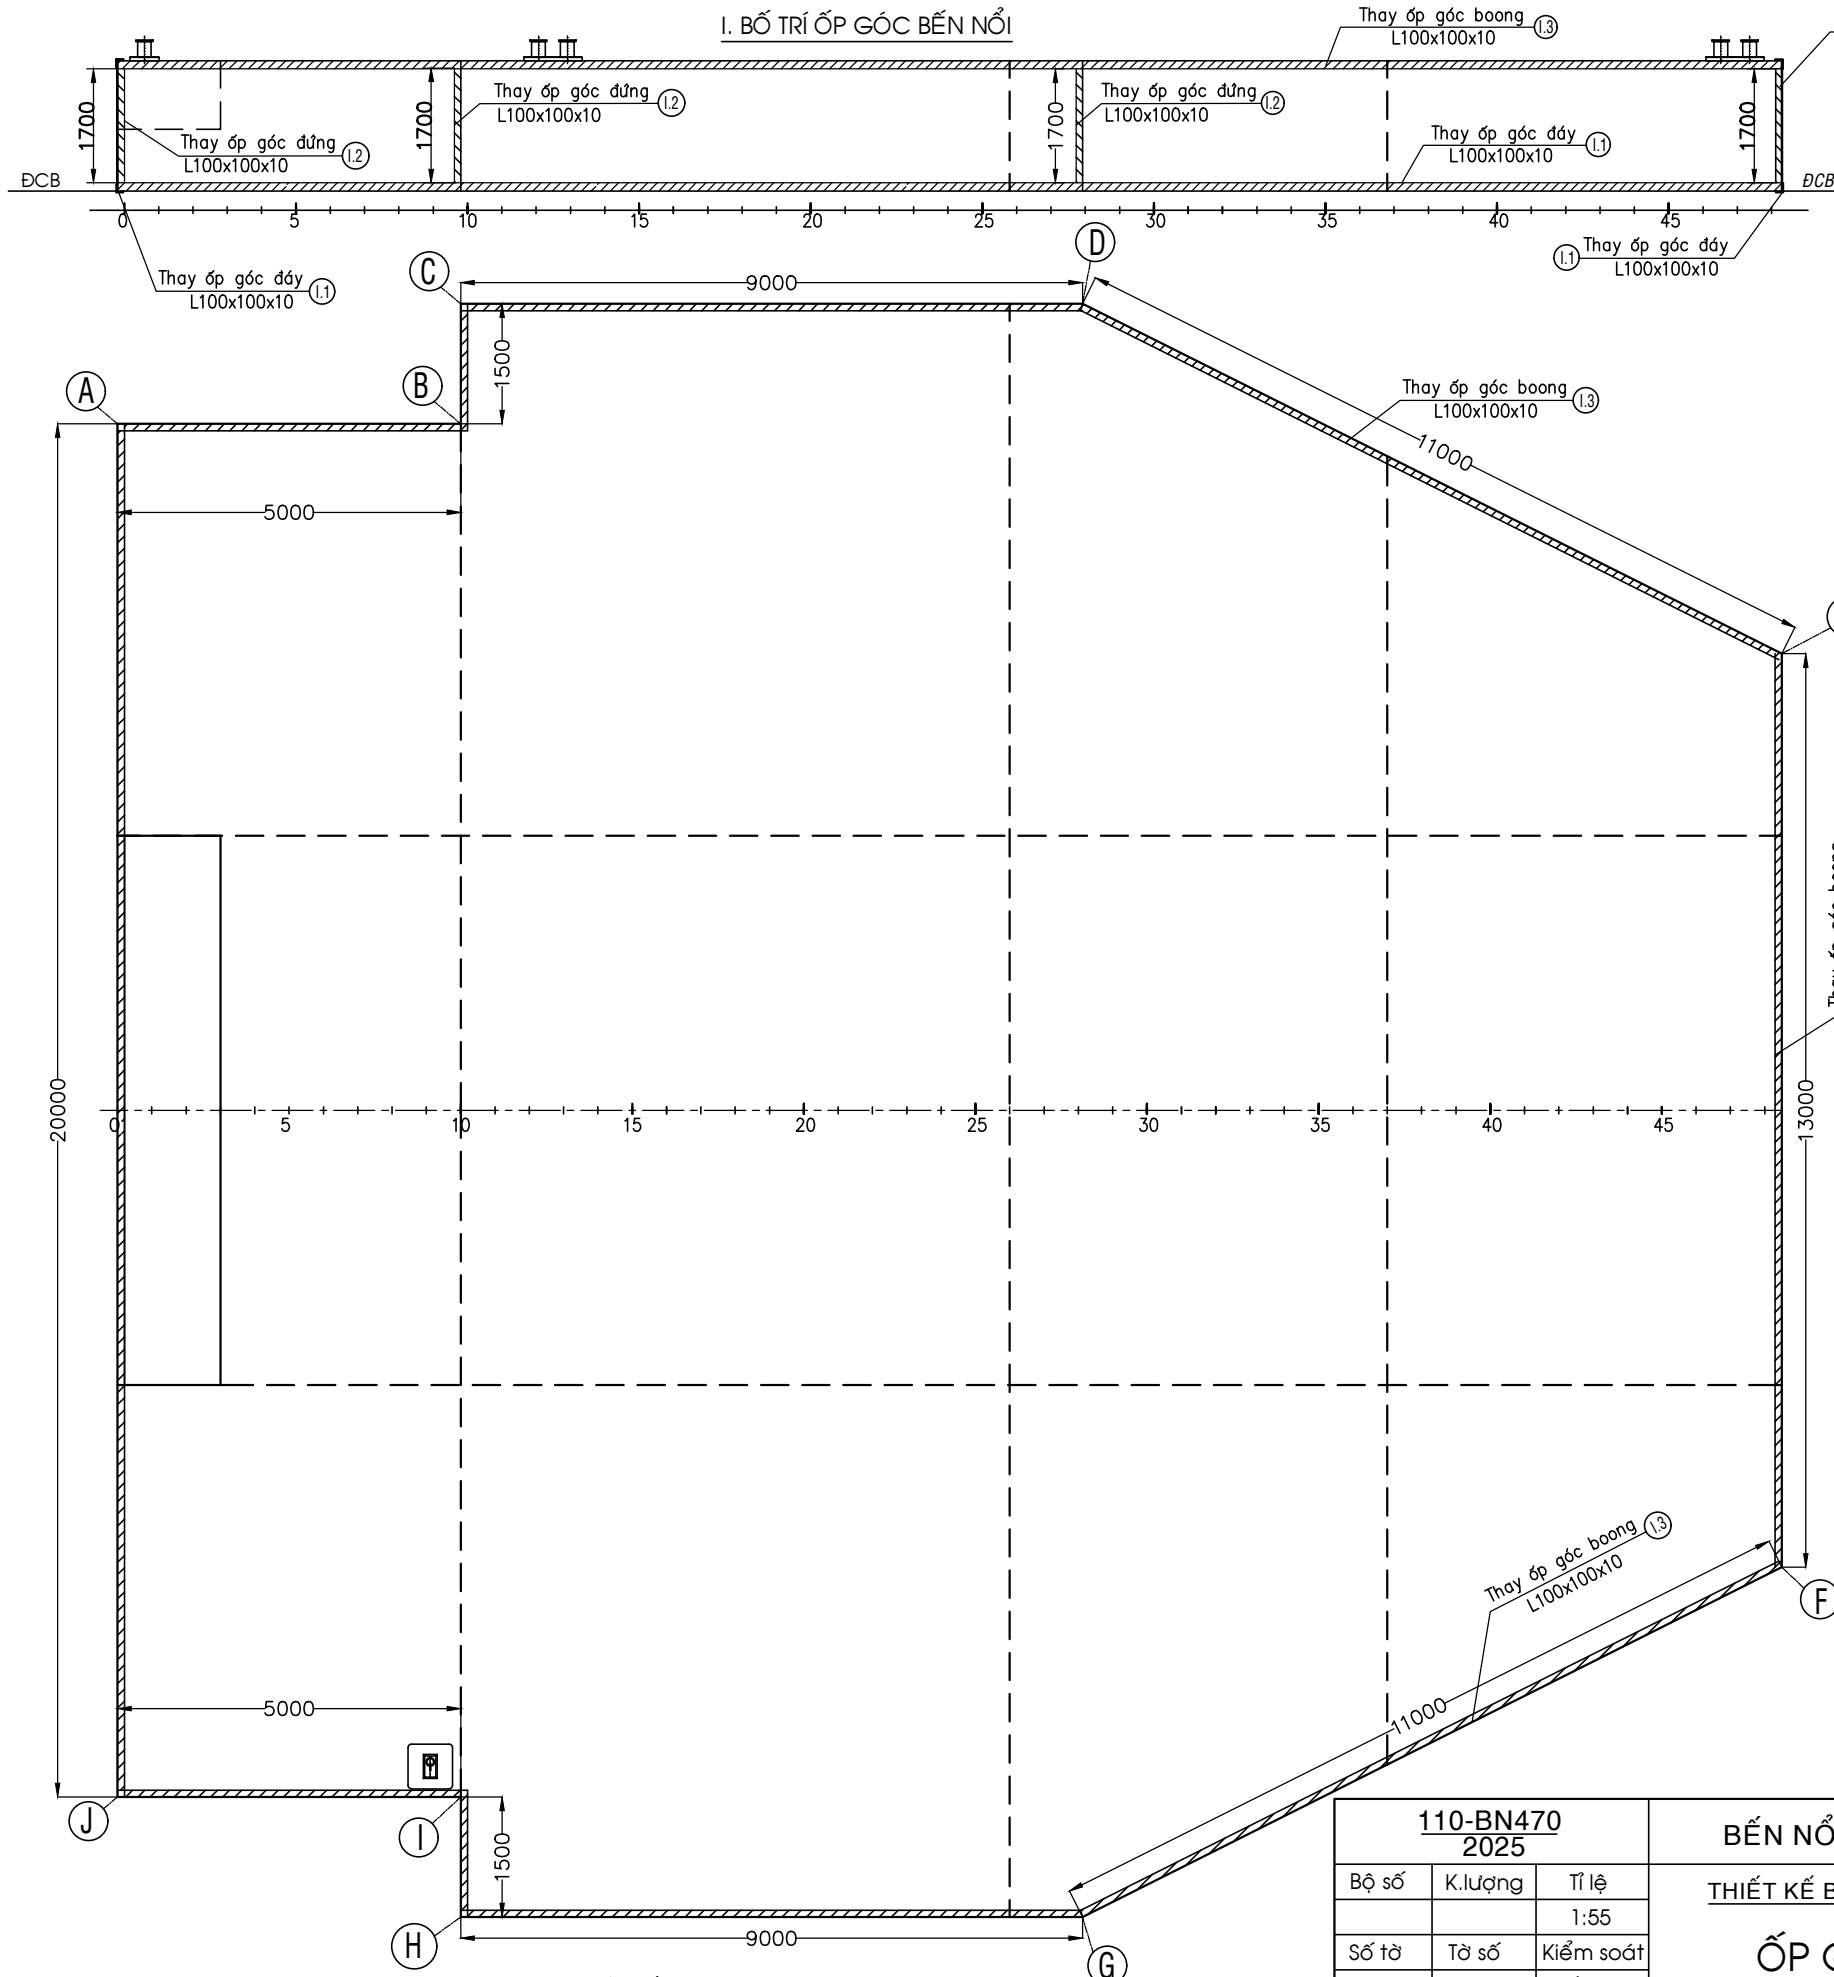 I. BỐ TRÍ ỐP GÓC BẾN NỔI
Thay ốp góc boong I.3
L100x100x10
1700
Thay ốp góc đứng I.2
L100x100x10
1700
Thay ốp góc đứng I.2
L100x100x10
1700
Thay ốp góc đứng I.2
L100x100x10
Thay ốp góc đáy I.1
L100x100x10
1700
ĐCB
ĐCB
0 5 10 15 20 25 30 35 40 45
Thay ốp góc đáy I.1
L100x100x10
I.1 Thay ốp góc đáy
L100x100x10
C
D
9000
1500
A
B
Thay ốp góc boong I.3
L100x100x10
11000
5000
20000
0 5 10 15 20 25 30 35 40 45
13000
Thay ốp góc boong I.3
L100x100x10
F
11000
5000
J
I
1500
H
9000
G
110-BN470
2025
BẾN NỔ
Bộ số K.lượng Tỉ lệ
THIẾT KẾ B
1:55
Số tờ Tờ số Kiểm soát
ỐP